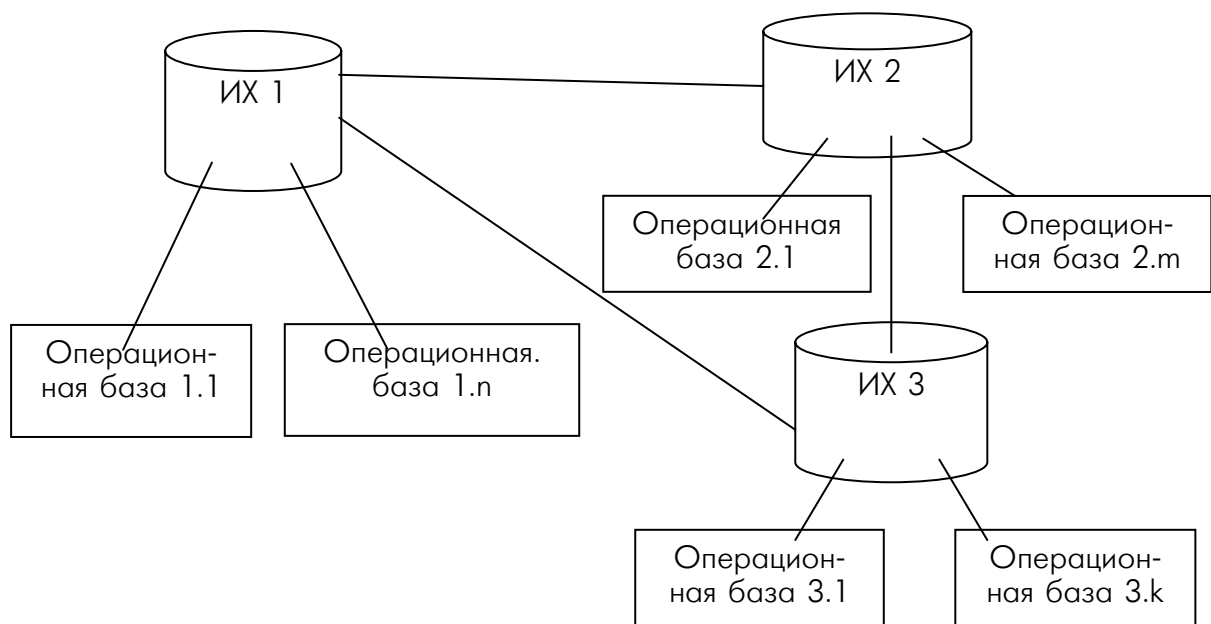 ИХ 1
ИХ 2
Операционная
база 2.1
Операцион-
ная база 2.m
Операцион-
ная база 1.1
Операционная.
база 1.n
ИХ 3
Операцион-
ная база 3.1
Операцион-
ная база 3.k